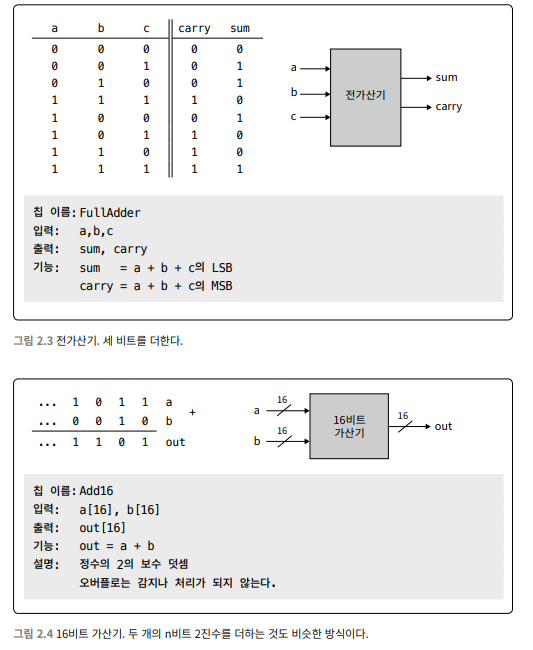 a b c carry sum
0 0 0 0 0
0 0 1 0 1
0 1 0 0 1
1 1 1 1 0
1 0 0 0 1
1 0 1 1 0
1 1 0 1 0
1 1 1 1 1
a
b
c
전가산기
sum
carry
칩 이름: FullAdder
입력: a,b,c
출력: sum, carry
기능: sum = a + b + c의 LSB
carry = a + b + c의 MSB
그림 2.3 전가산기. 세 비트를 더한다.
... 1 0 1 1 a
... 0 0 1 0 b
+
... 1 1 0 1 out
a 16
b 16
16비트
가산기
16
out
칩 이름: Add16
입력: a[16], b[16]
출력: out[16]
기능: out = a + b
설명: 정수의 2의 보수 덧셈
오버플로는 감지나 처리가 되지 않는다.
그림 2.4 16비트 가산기. 두 개의 n비트 2진수를 더하는 것도 비슷한 방식이다.